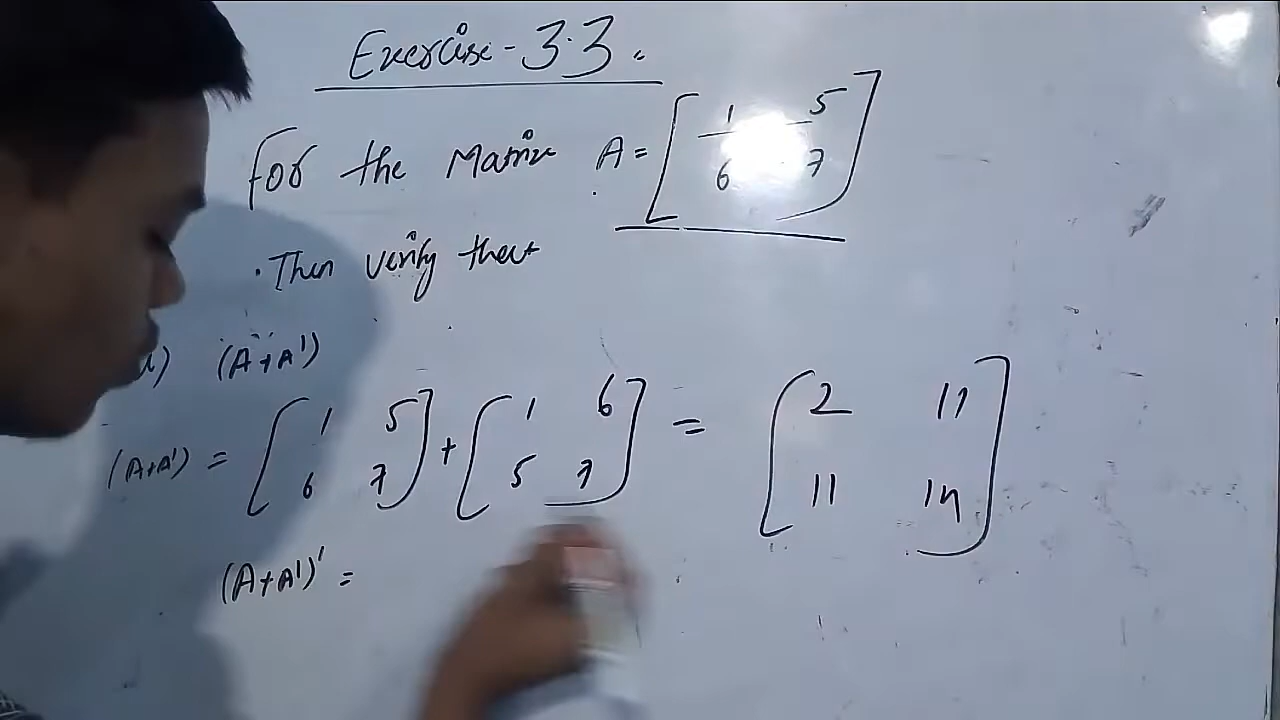 Exercise - 3.3.
For the Matrix A = [ 1 5
6 7 ]
Then verify that
(A+A')
(A+A') = [ 1 5 ] + [ 1 6 ] = [ 2 11 ]
[ 6 7 ] [ 5 7 ] [ 11 14 ]
(A+A')' =